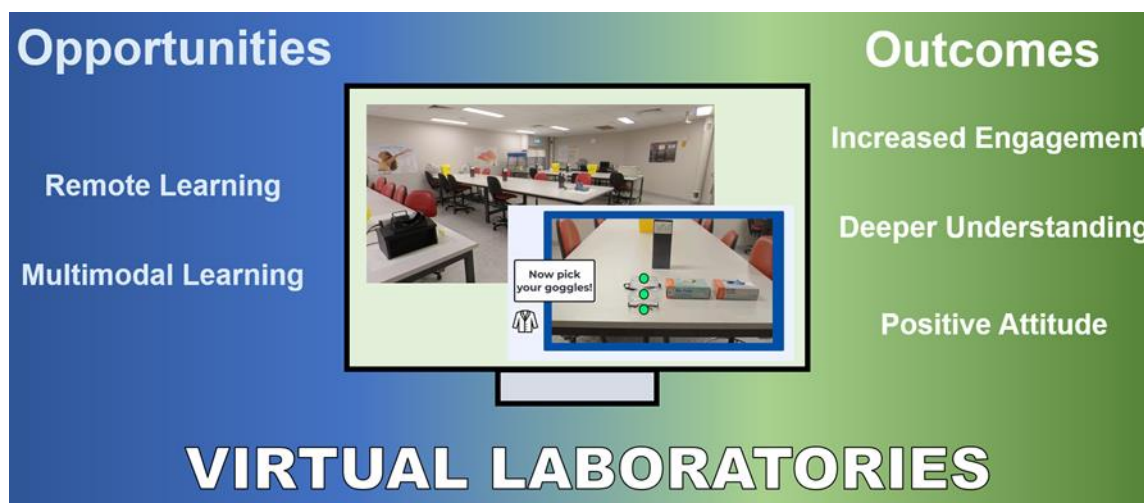 Opportunities
Remote Learning
Multimodal Learning
Now pick
your goggles!
Outcomes
Increased Engagement
Deeper Understanding
Positive Attitude
VIRTUAL LABORATORIES